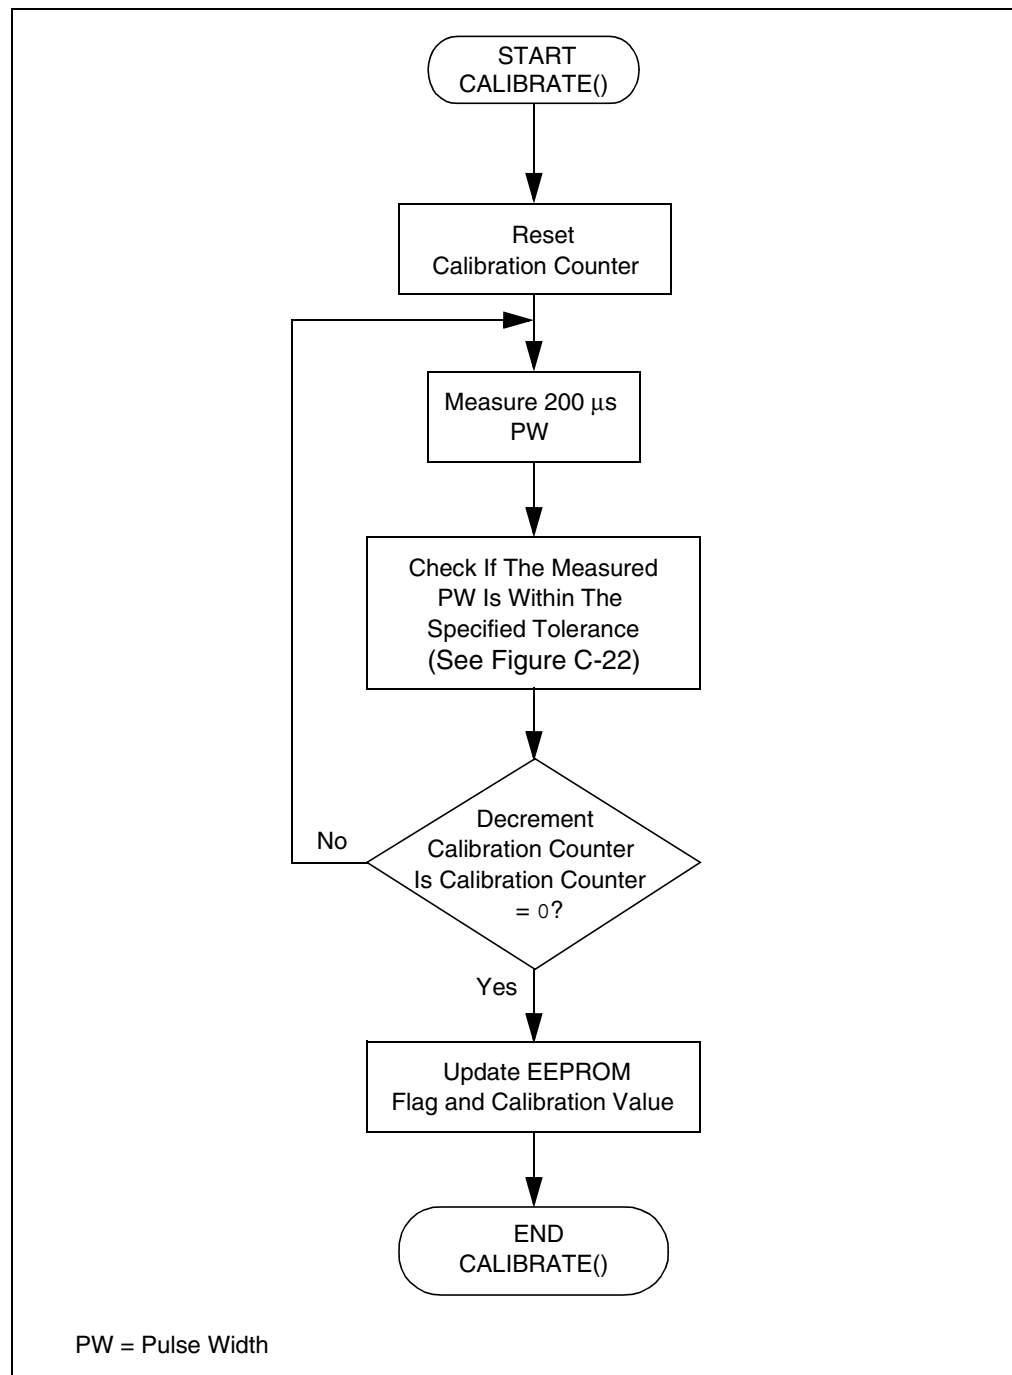 START
CALIBRATE()
Reset
Calibration Counter
Measure 200 μs
PW
Check If The Measured
PW Is Within The
Specified Tolerance
(See Figure C-22)
Decrement
Calibration Counter
Is Calibration Counter
= 0?
No
Yes
Update EEPROM
Flag and Calibration Value
END
CALIBRATE()
PW = Pulse Width